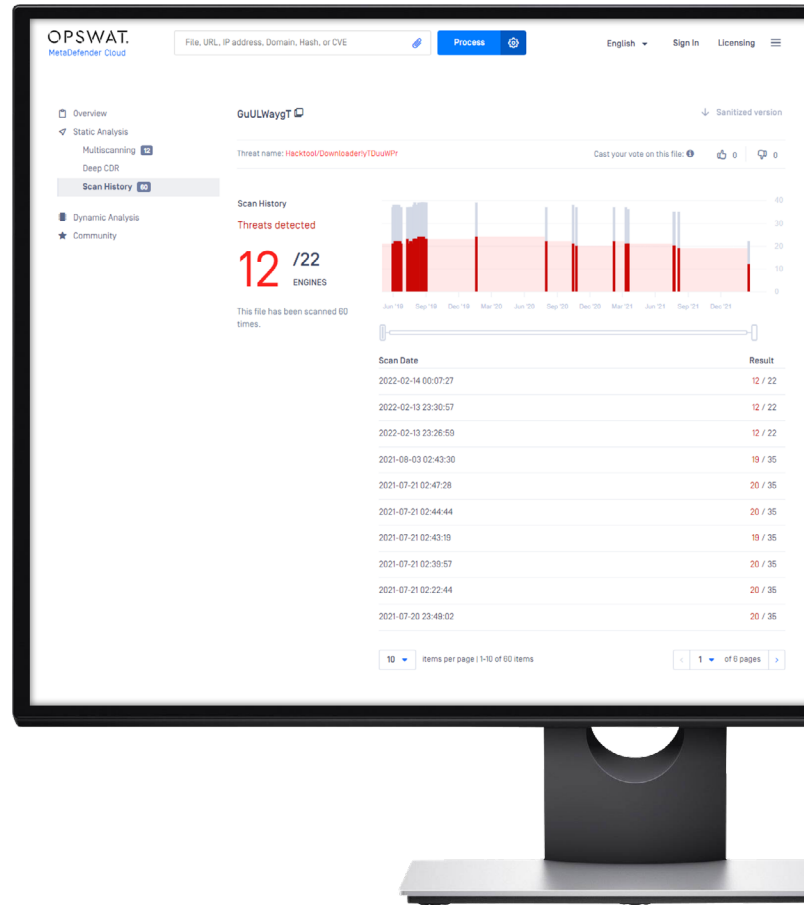 OPSWAT.
MetaDefender Cloud
File, URL, IP address, Domain, Hash, or CVE
Process
English
Sign In
Licensing
Overview
Static Analysis
Multiscanning 12
Deep CDR
Scan History 60
Dynamic Analysis
Community
GuULWaygT
Sanitized version
Threat name: Hacktool/DownloaderlyTDuuWPr
Cast your vote on this file:
0
0
Scan History
Threats detected
12 /22
ENGINES
This file has been scanned 60
times.
40
30
20
10
0
Jun '18 Sep '18 Dec '19 Mar '20 Jun '20 Sep '20 Dec '20 Mar '21 Jun '21 Sep '21 Dec '21
Scan Date Result
2022-02-14 00:07:27 12 / 22
2022-02-13 23:30:57 12 / 22
2022-02-13 23:26:59 12 / 22
2021-08-03 02:43:30 19 / 35
2021-07-21 02:47:28 20 / 35
2021-07-21 02:44:44 20 / 35
2021-07-21 02:43:19 19 / 35
2021-07-21 02:39:57 20 / 35
2021-07-21 02:22:44 20 / 35
2021-07-20 23:49:02 20 / 35
10 items per page | 1-10 of 60 items
1 of 6 pages